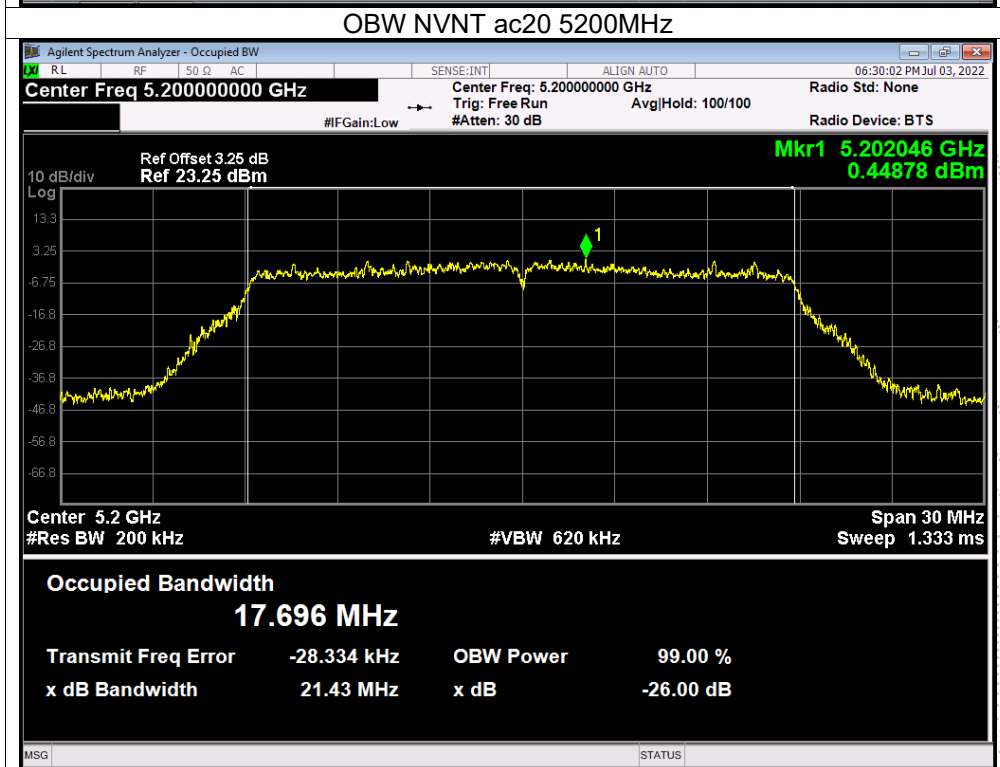 OBW NVNT ac20 5200MHz
Agilent Spectrum Analyzer - Occupied BW
LXI RL RF 50 Ω AC SENSE:INT ALIGN AUTO 06:30:02 PM Jul 03, 2022
Center Freq 5.200000000 GHz Center Freq: 5.200000000 GHz Radio Std: None
Trig: Free Run Avg|Hold: 100/100
#IFGain:Low #Atten: 30 dB Radio Device: BTS
Mkr1 5.202046 GHz
0.44878 dBm
Ref Offset 3.25 dB
10 dB/div Ref 23.25 dBm
Log
13.3
1
3.25
-6.75
-16.8
-26.8
-36.8
-46.8
-56.8
-66.8
Center 5.2 GHz Span 30 MHz
#Res BW 200 kHz #VBW 620 kHz Sweep 1.333 ms
Occupied Bandwidth
17.696 MHz
Transmit Freq Error -28.334 kHz OBW Power 99.00 %
x dB Bandwidth 21.43 MHz x dB -26.00 dB
MSG STATUS